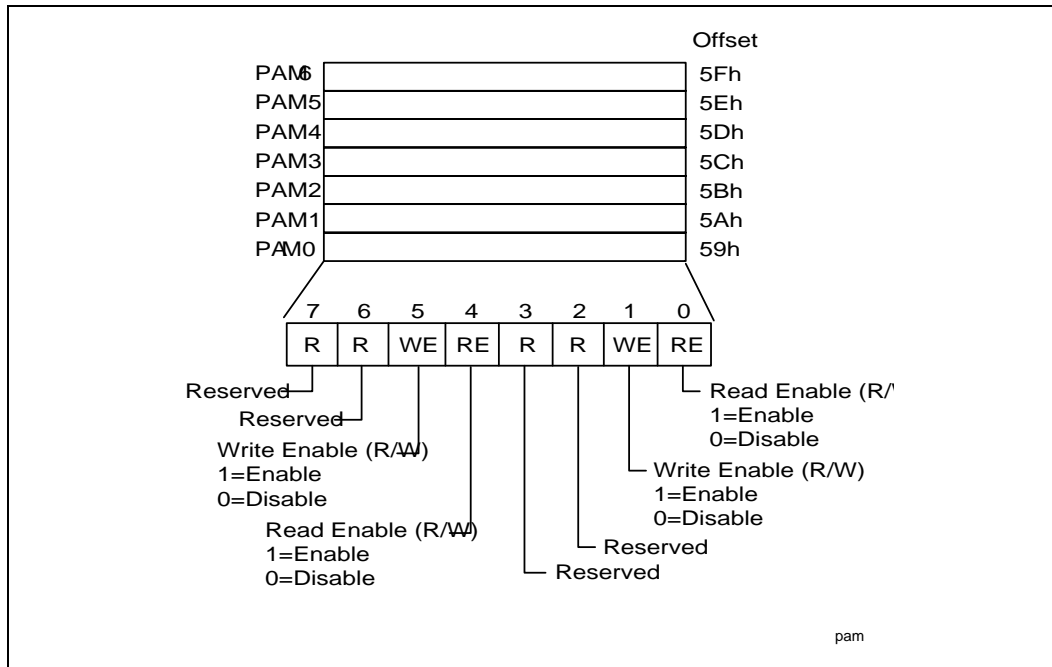 Offset
PAM6 5Fh
PAM5 5Eh
PAM4 5Dh
PAM3 5Ch
PAM2 5Bh
PAM1 5Ah
PAM0 59h
7 6 5 4 3 2 1 0
R R WE RE R R WE RE
Reserved
Reserved
Write Enable (R/W)
1=Enable
0=Disable
Read Enable (R/W)
1=Enable
0=Disable
Read Enable (R/
1=Enable
0=Disable
Write Enable (R/W)
1=Enable
0=Disable
Reserved
Reserved
pam